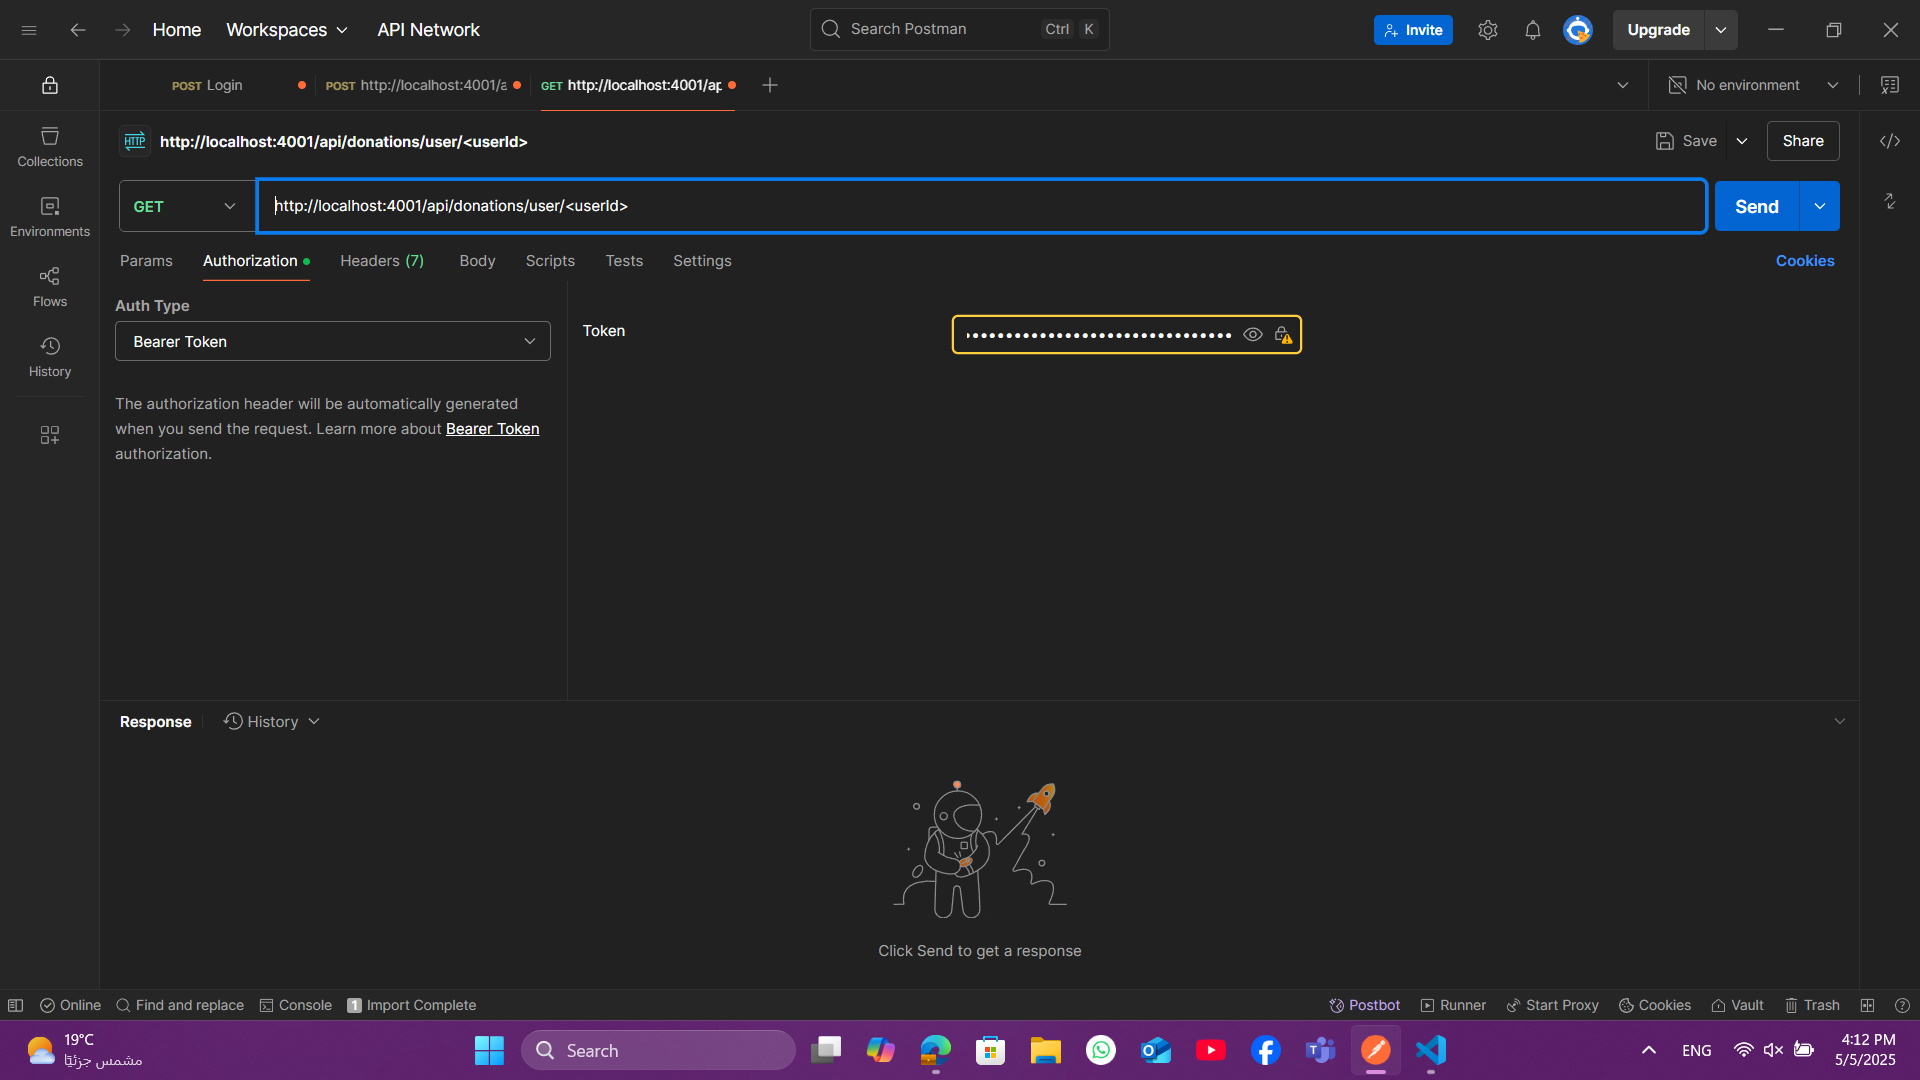 Home
Workspaces
API Network
Search Postman
Ctrl
K
Invite
Upgrade
POST Login
POST http://localhost:4001/a
GET http://localhost:4001/ap
No environment
Collections
Environments
Flows
History
HTTP
http://localhost:4001/api/donations/user/<userId>
Save
Share
GET
http://localhost:4001/api/donations/user/<userId>
Send
Params
Authorization
Headers (7)
Body
Scripts
Tests
Settings
Cookies
Auth Type
Bearer Token
The authorization header will be automatically generated
when you send the request. Learn more about Bearer Token
authorization.
Token
Response
History
Click Send to get a response
Online
Find and replace
Console
1 Import Complete
Postbot
Runner
Start Proxy
Cookies
Vault
Trash
19°C
مشمس جزئيًا
Search
ENG
4:12 PM
5/5/2025